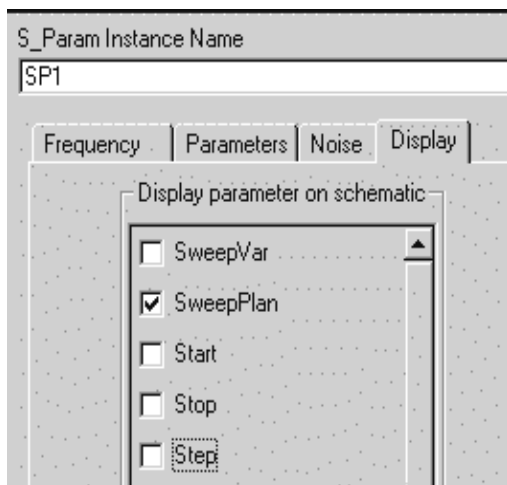 S_Param Instance Name
SP1
Frequency Parameters Noise Display
Display parameter on schematic
SweepVar
SweepPlan
Start
Stop
Step